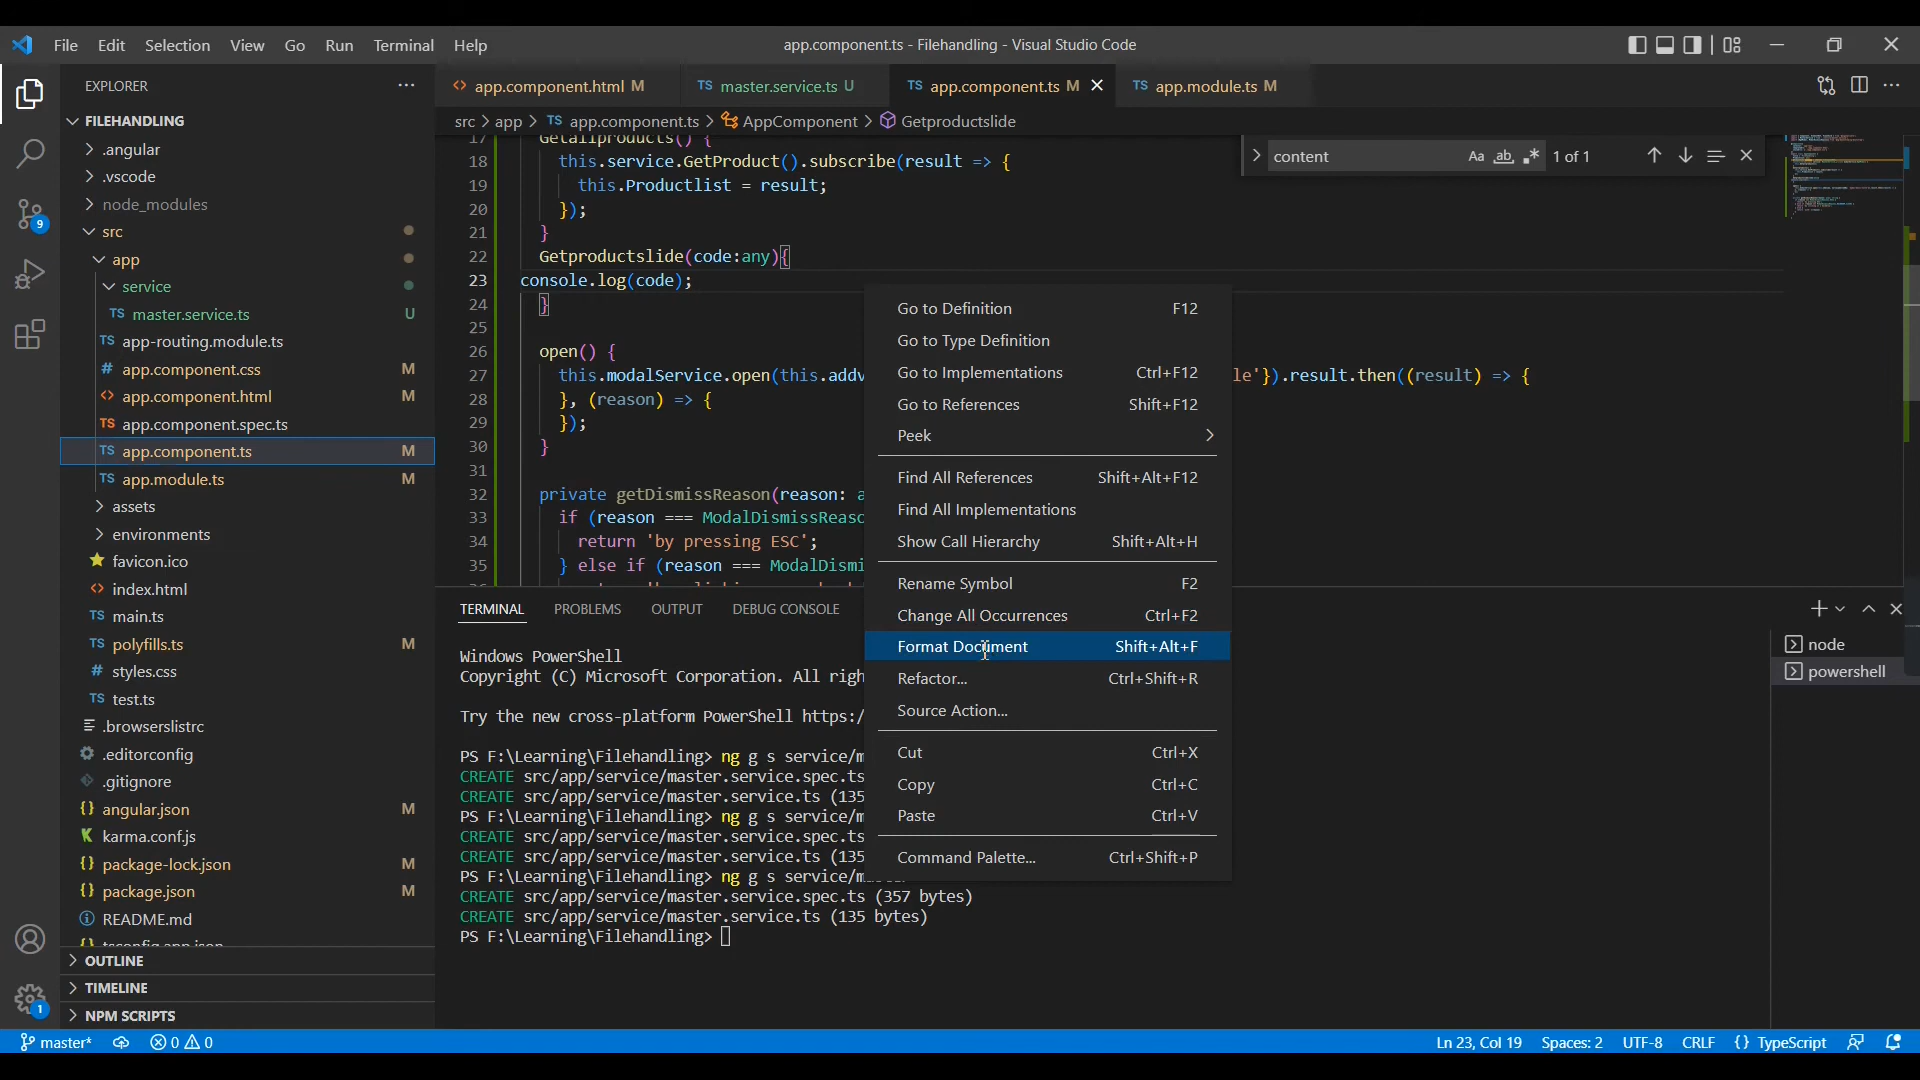 File Edit Selection View Go Run Terminal Help
app.component.ts - Filehandling - Visual Studio Code
EXPLORER
FILEHANDLING
.angular
.vscode
node_modules
src
app
service
master.service.ts U
app-routing.module.ts
app.component.css M
app.component.html M
app.component.spec.ts
app.component.ts M
app.module.ts M
assets
environments
favicon.ico
index.html
main.ts
polyfills.ts M
styles.css
test.ts
.browserslistrc
.editorconfig
.gitignore
angular.json M
karma.conf.js
package-lock.json M
package.json M
README.md
tsconfig.app.json
OUTLINE
TIMELINE
NPM SCRIPTS
9
1
app.component.html M
TS master.service.ts U
TS app.component.ts M
TS app.module.ts M
src > app > TS app.component.ts > AppComponent > Getproductslide
content Aa ab 1 of 1
17 Getallproducts() {
18 this.service.GetProduct().subscribe(result => {
19 this.Productlist = result;
20 });
21 }
22 Getproductslide(code:any){
23 console.log(code);
24 }
25
26 open() {
27 this.modalService.open(this.addv le'}).result.then((result) => {
28 }, (reason) => {
29 });
30 }
31
32 private getDismissReason(reason: a
33 if (reason === ModalDismissReaso
34 return 'by pressing ESC';
35 } else if (reason === ModalDismi
Go to Definition F12
Go to Type Definition
Go to Implementations Ctrl+F12
Go to References Shift+F12
Peek
Find All References Shift+Alt+F12
Find All Implementations
Show Call Hierarchy Shift+Alt+H
Rename Symbol F2
Change All Occurrences Ctrl+F2
Format Document Shift+Alt+F
Refactor... Ctrl+Shift+R
Source Action...
Cut Ctrl+X
Copy Ctrl+C
Paste Ctrl+V
Command Palette... Ctrl+Shift+P
TERMINAL PROBLEMS OUTPUT DEBUG CONSOLE
Windows PowerShell
Copyright (C) Microsoft Corporation. All righ
Try the new cross-platform PowerShell https:/
PS F:\Learning\Filehandling> ng g s service/m
CREATE src/app/service/master.service.spec.ts
CREATE src/app/service/master.service.ts (135
PS F:\Learning\Filehandling> ng g s service/m
CREATE src/app/service/master.service.spec.ts
CREATE src/app/service/master.service.ts (135
PS F:\Learning\Filehandling> ng g s service/master
CREATE src/app/service/master.service.spec.ts (357 bytes)
CREATE src/app/service/master.service.ts (135 bytes)
PS F:\Learning\Filehandling>
node
powershell
master* 0 0 Ln 23, Col 19 Spaces: 2 UTF-8 CRLF {} TypeScript